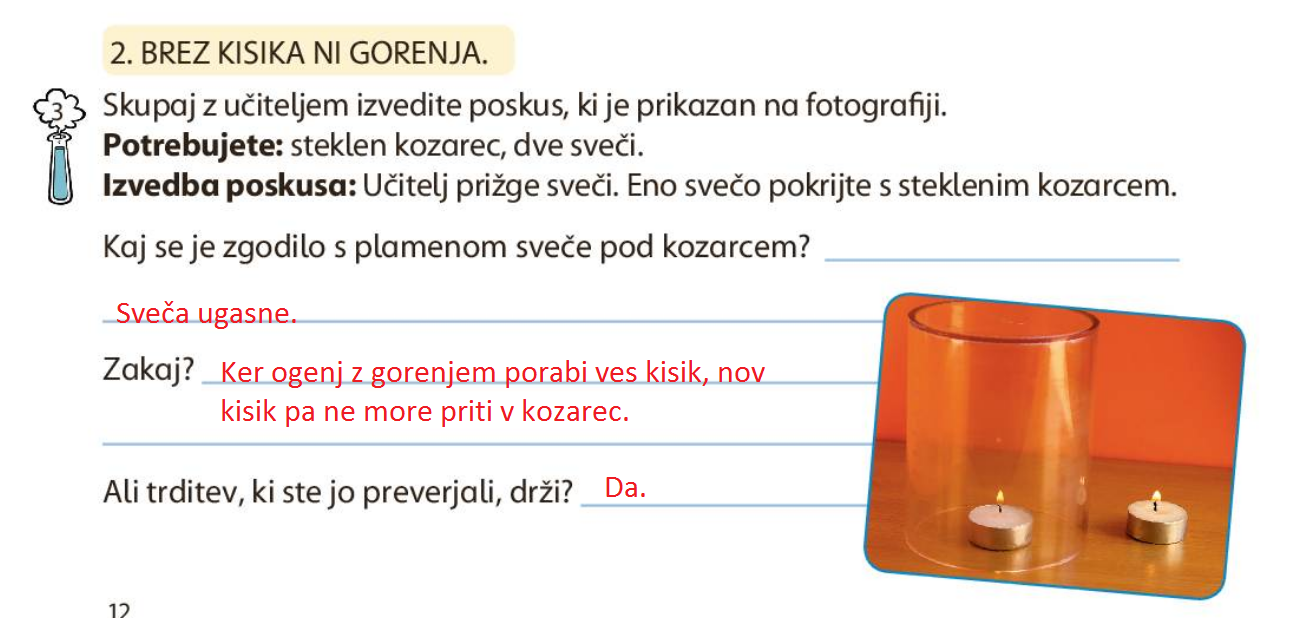 2. BREZ KISIKA NI GORENJA.
3
Skupaj z učiteljem izvedite poskus, ki je prikazan na fotografiji.
Potrebujete: steklen kozarec, dve sveči.
Izvedba poskusa: Učitelj prižge sveči. Eno svečo pokrijte s steklenim kozarcem.
Kaj se je zgodilo s plamenom sveče pod kozarcem?
Sveča ugasne.
Zakaj? Ker ogenj z gorenjem porabi ves kisik, nov
kisik pa ne more priti v kozarec.
Ali trditev, ki ste jo preverjali, drži? Da.
12